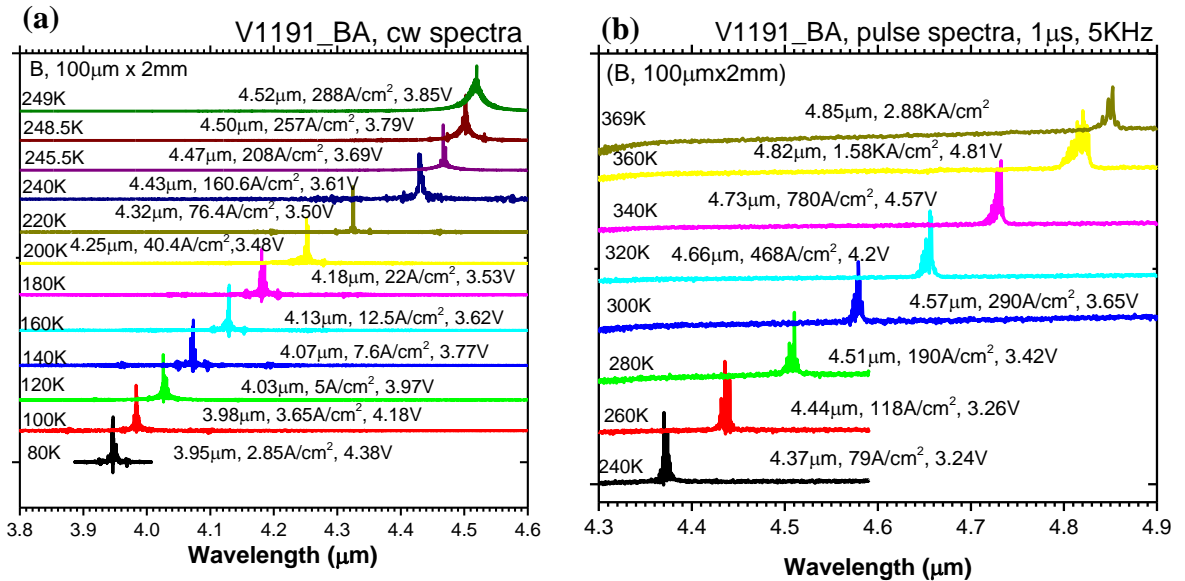 (a)
V1191_BA, cw spectra
B, 100μm x 2mm
249K
4.52μm, 288A/cm², 3.85V
248.5K
4.50μm, 257A/cm², 3.79V
245.5K
4.47μm, 208A/cm², 3.69V
240K
4.43μm, 160.6A/cm², 3.61V
220K
4.32μm, 76.4A/cm², 3.50V
200K
4.25μm, 40.4A/cm²,3.48V
180K
4.18μm, 22A/cm², 3.53V
160K
4.13μm, 12.5A/cm², 3.62V
140K
4.07μm, 7.6A/cm², 3.77V
120K
4.03μm, 5A/cm², 3.97V
100K
3.98μm, 3.65A/cm², 4.18V
80K
3.95μm, 2.85A/cm², 4.38V
3.8 3.9 4.0 4.1 4.2 4.3 4.4 4.5 4.6
Wavelength (μm)
(b)
V1191_BA, pulse spectra, 1μs, 5KHz
(B, 100μmx2mm)
369K
4.85μm, 2.88KA/cm²
360K
4.82μm, 1.58KA/cm², 4.81V
340K
4.73μm, 780A/cm², 4.57V
320K
4.66μm, 468A/cm², 4.2V
300K
4.57μm, 290A/cm², 3.65V
280K
4.51μm, 190A/cm², 3.42V
260K
4.44μm, 118A/cm², 3.26V
240K
4.37μm, 79A/cm², 3.24V
4.3 4.4 4.5 4.6 4.7 4.8 4.9
Wavelength (μm)